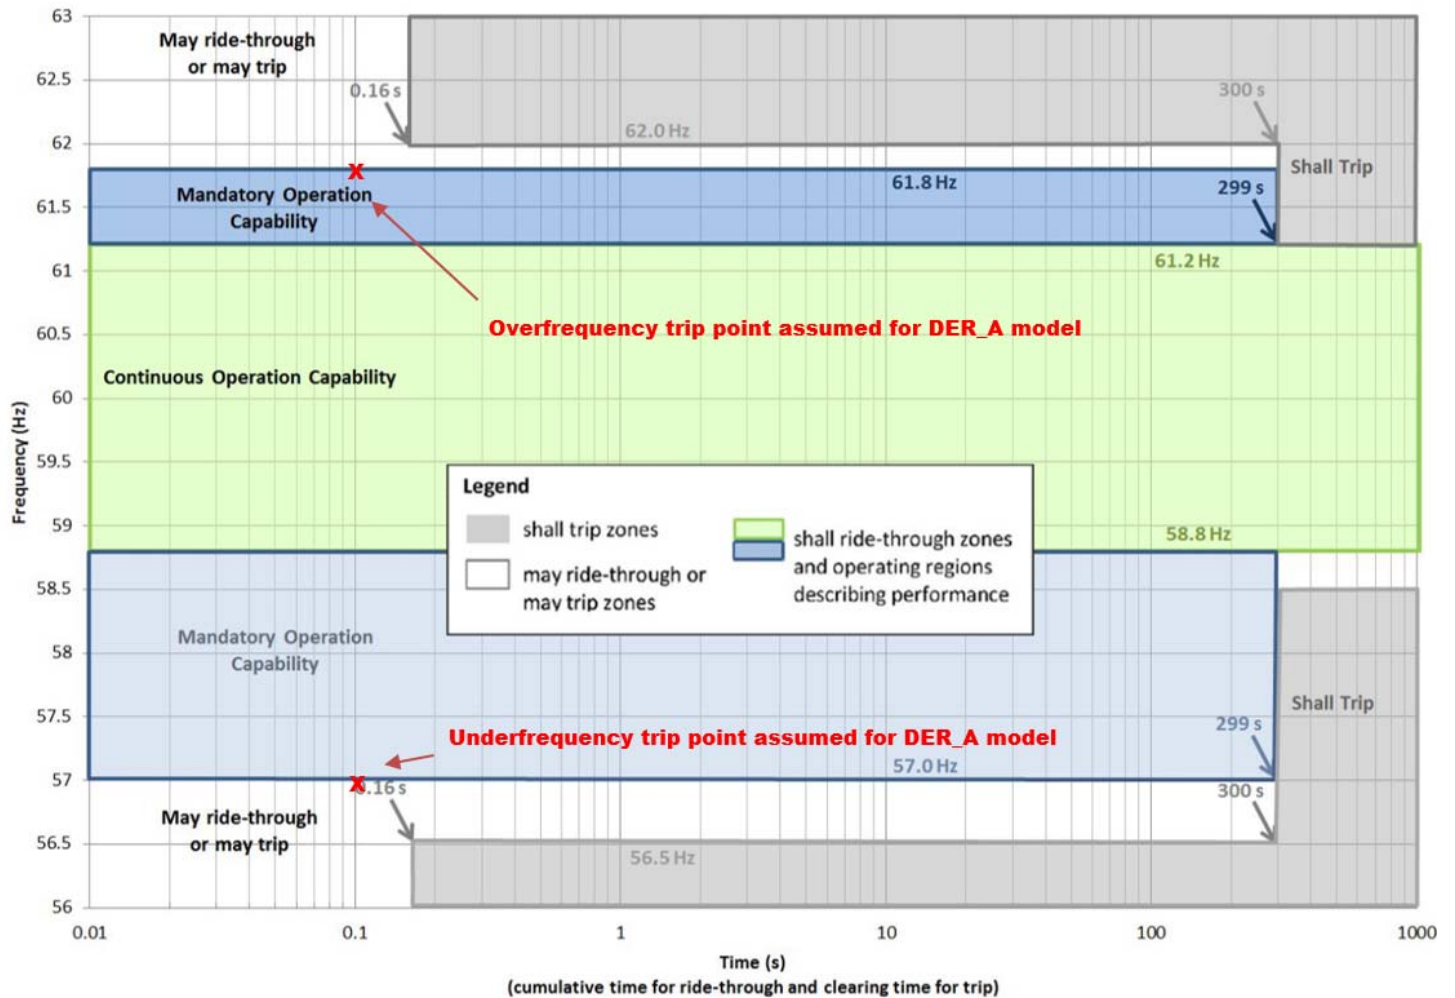 63
May ride-through
or may trip
62.5
0.16 s
300 s
62.0 Hz
62
Shall Trip
61.8 Hz
299 s
Mandatory Operation
Capability
61.5
61.2 Hz
61
Overfrequency trip point assumed for DER_A model
60.5
Continuous Operation Capability
60
Frequency (Hz)
59.5
Legend
shall trip zones
may ride-through or
may trip zones
shall ride-through zones
and operating regions
describing performance
59
58.8 Hz
58.5
Mandatory Operation
Capability
58
Shall Trip
57.5
299 s
Underfrequency trip point assumed for DER_A model
57.0 Hz
57
x
x
.16 s
300 s
May ride-through
or may trip
56.5
56.5 Hz
56
0.01
0.1
1
10
100
1000
Time (s)
(cumulative time for ride-through and clearing time for trip)